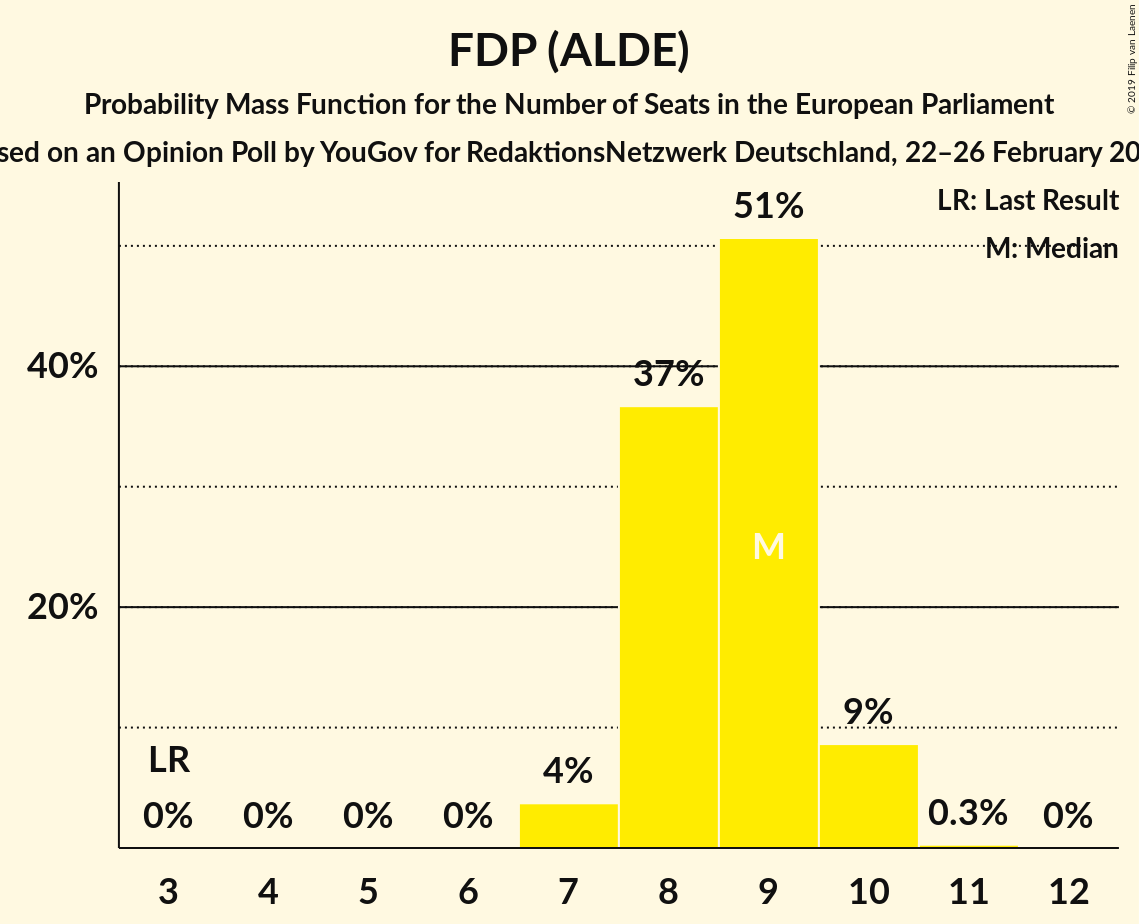 FDP (ALDE)
Probability Mass Function for the Number of Seats in the European Parliament
sed on an Opinion Poll by YouGov for RedaktionsNetzwerk Deutschland, 22–26 February 20
© 2019 Filip van Laenen
LR: Last Result
M: Median
51%
40%
37%
M
20%
9%
LR
4%
0% 0% 0% 0% 0.3% 0%
3 4 5 6 7 8 9 10 11 12